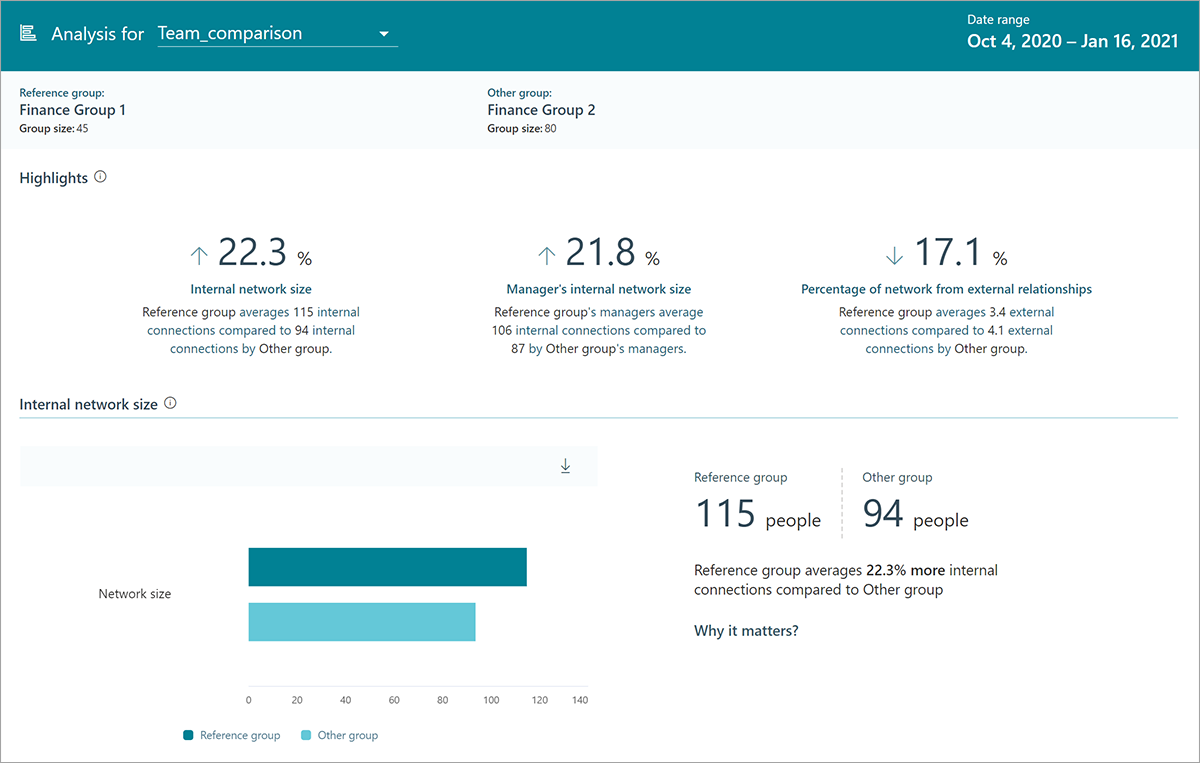 Analysis for Team_comparison
Date range
Oct 4, 2020 – Jan 16, 2021
Reference group:
Finance Group 1
Group size: 45
Other group:
Finance Group 2
Group size: 80
Highlights
↑ 22.3 %
Internal network size
Reference group averages 115 internal
connections compared to 94 internal
connections by Other group.
↑ 21.8 %
Manager's internal network size
Reference group's managers average
106 internal connections compared to
87 by Other group's managers.
↓ 17.1 %
Percentage of network from external relationships
Reference group averages 3.4 external
connections compared to 4.1 external
connections by Other group.
Internal network size
Network size
0 20 40 60 80 100 120 140
Reference group Other group
Reference group
115 people
Other group
94 people
Reference group averages 22.3% more internal
connections compared to Other group
Why it matters?